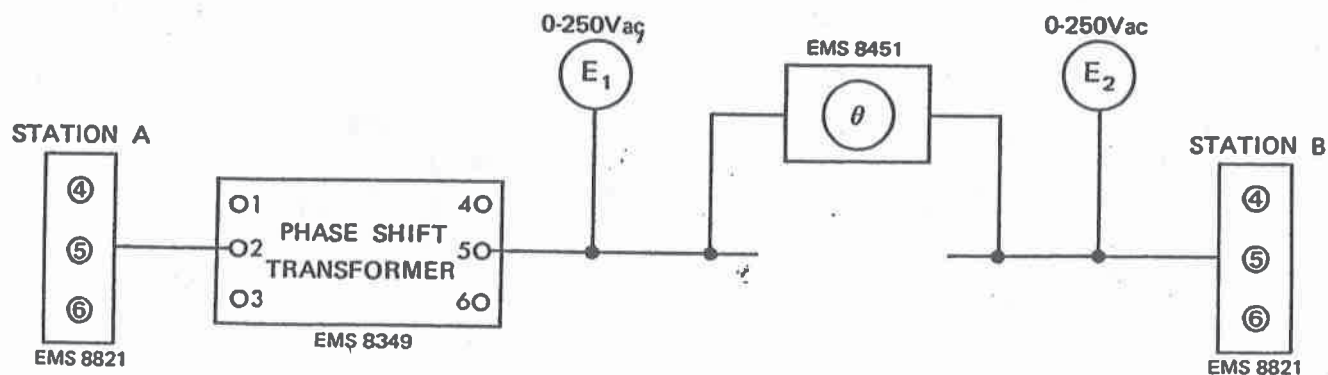 0-250Vac
E1
EMS 8451
θ
0-250Vac
E2
STATION A
4
5
6
EMS 8821
O1
O2
O3
PHASE SHIFT
TRANSFORMER
4O
5O
6O
EMS 8349
STATION B
4
5
6
EMS 8821